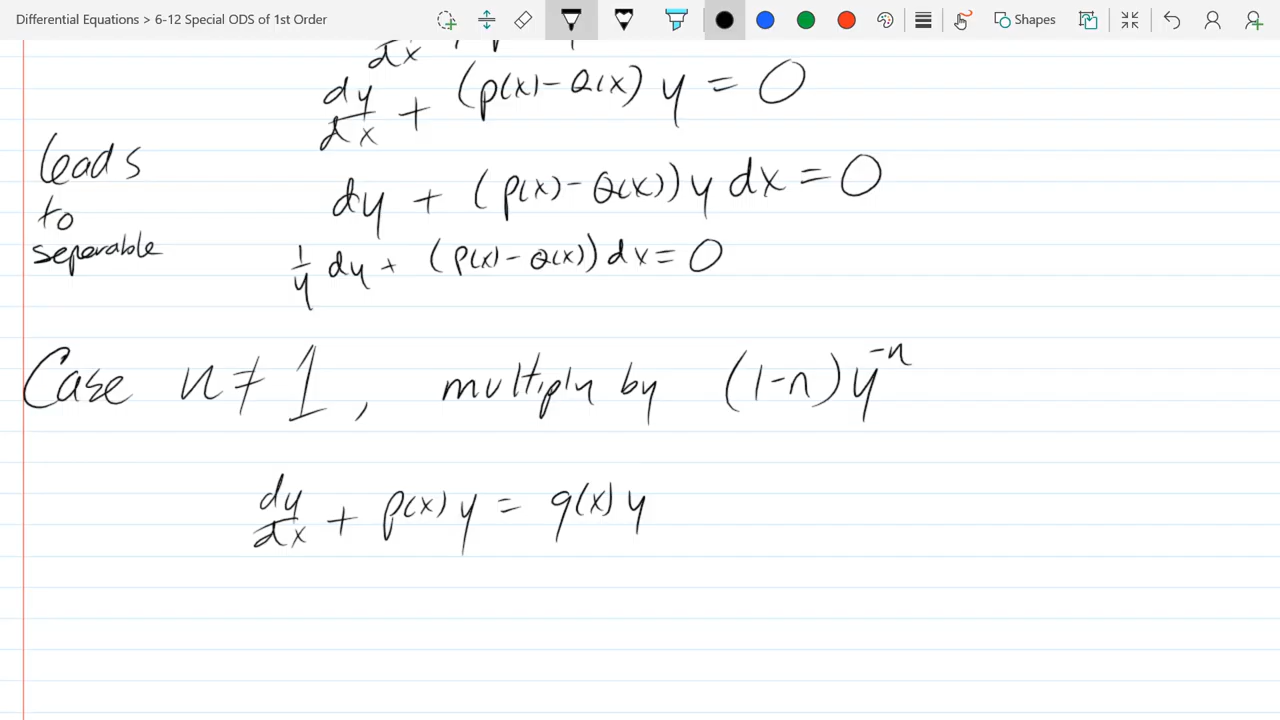 Differential Equations > 6-12 Special ODS of 1st Order
Shapes
dx
dy/dx + (p(x) - Q(x)) y = 0
leads
to
separable
dy + (p(x) - Q(x)) y dx = 0
1/y dy + (p(x) - Q(x)) dx = 0
Case n ≠ 1, multiply by (1-n) y^-n
dy/dx + p(x) y = q(x) y